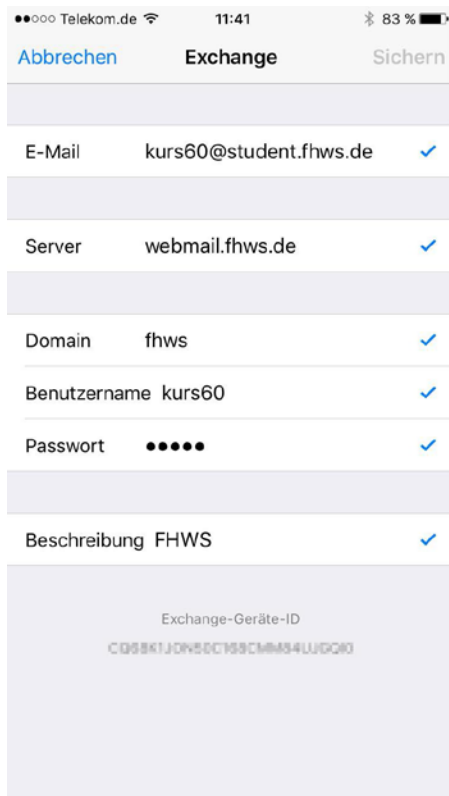 Telekom.de 11:41 83 %
Abbrechen Exchange Sichern
E-Mail kurs60@student.fhws.de
Server webmail.fhws.de
Domain fhws
Benutzername kurs60
Passwort •••••
Beschreibung FHWS
Exchange-Geräte-ID